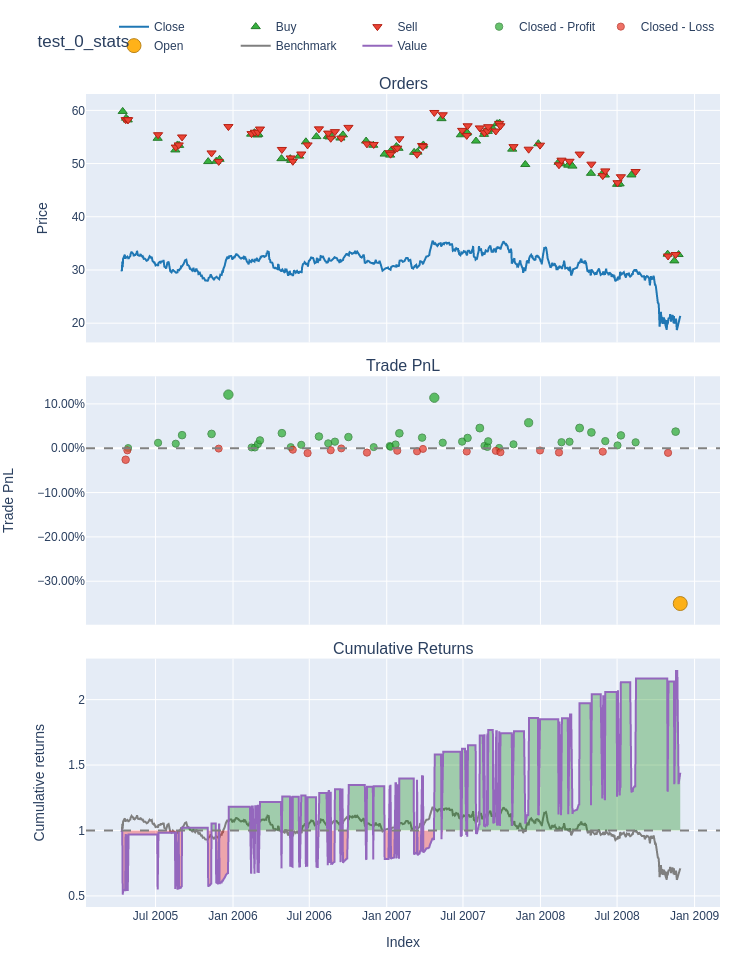 Close Buy Sell Closed - Profit Closed - Loss
test_0_stats Open Benchmark Value
Orders
60
50
40
30
20
Price
Trade PnL
10.00%
0.00%
−10.00%
−20.00%
−30.00%
Trade PnL
Cumulative Returns
2
1.5
1
0.5
Cumulative returns
Jul 2005 Jan 2006 Jul 2006 Jan 2007 Jul 2007 Jan 2008 Jul 2008 Jan 2009
Index